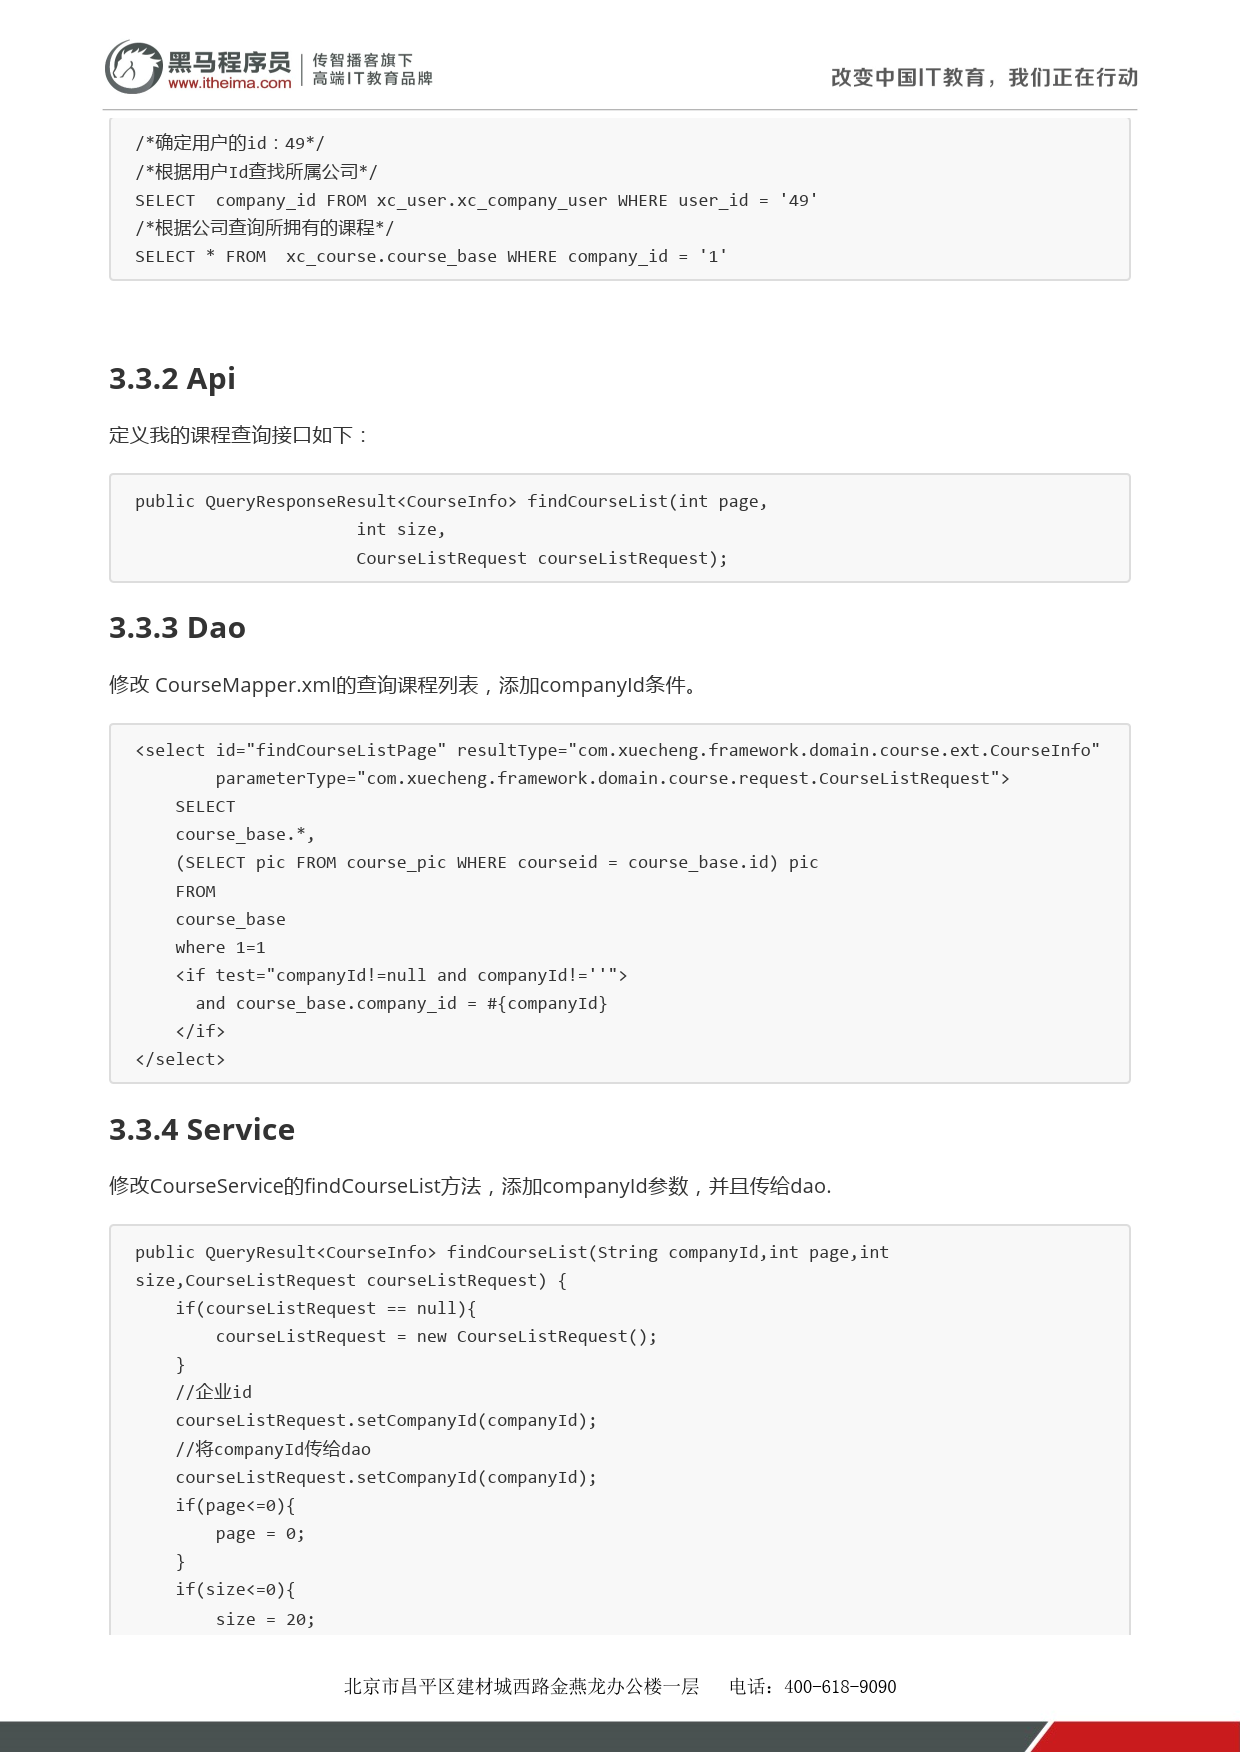 黑马程序员 传智播客旗下
www.itheima.com 高端IT教育品牌
改变中国IT教育，我们正在行动
/*确定用户的id：49*/
/*根据用户Id查找所属公司*/
SELECT  company_id FROM xc_user.xc_company_user WHERE user_id = '49'
/*根据公司查询所拥有的课程*/
SELECT * FROM  xc_course.course_base WHERE company_id = '1'
3.3.2 Api
定义我的课程查询接口如下：
public QueryResponseResult<CourseInfo> findCourseList(int page,
                      int size,
                      CourseListRequest courseListRequest);
3.3.3 Dao
修改 CourseMapper.xml的查询课程列表，添加companyId条件。
<select id="findCourseListPage" resultType="com.xuecheng.framework.domain.course.ext.CourseInfo"
        parameterType="com.xuecheng.framework.domain.course.request.CourseListRequest">
    SELECT
    course_base.*,
    (SELECT pic FROM course_pic WHERE courseid = course_base.id) pic
    FROM
    course_base
    where 1=1
    <if test="companyId!=null and companyId!=''">
      and course_base.company_id = #{companyId}
    </if>
</select>
3.3.4 Service
修改CourseService的findCourseList方法，添加companyId参数，并且传给dao.
public QueryResult<CourseInfo> findCourseList(String companyId,int page,int
size,CourseListRequest courseListRequest) {
    if(courseListRequest == null){
        courseListRequest = new CourseListRequest();
    }
    //企业id
    courseListRequest.setCompanyId(companyId);
    //将companyId传给dao
    courseListRequest.setCompanyId(companyId);
    if(page<=0){
        page = 0;
    }
    if(size<=0){
        size = 20;
北京市昌平区建材城西路金燕龙办公楼一层 电话：400-618-9090